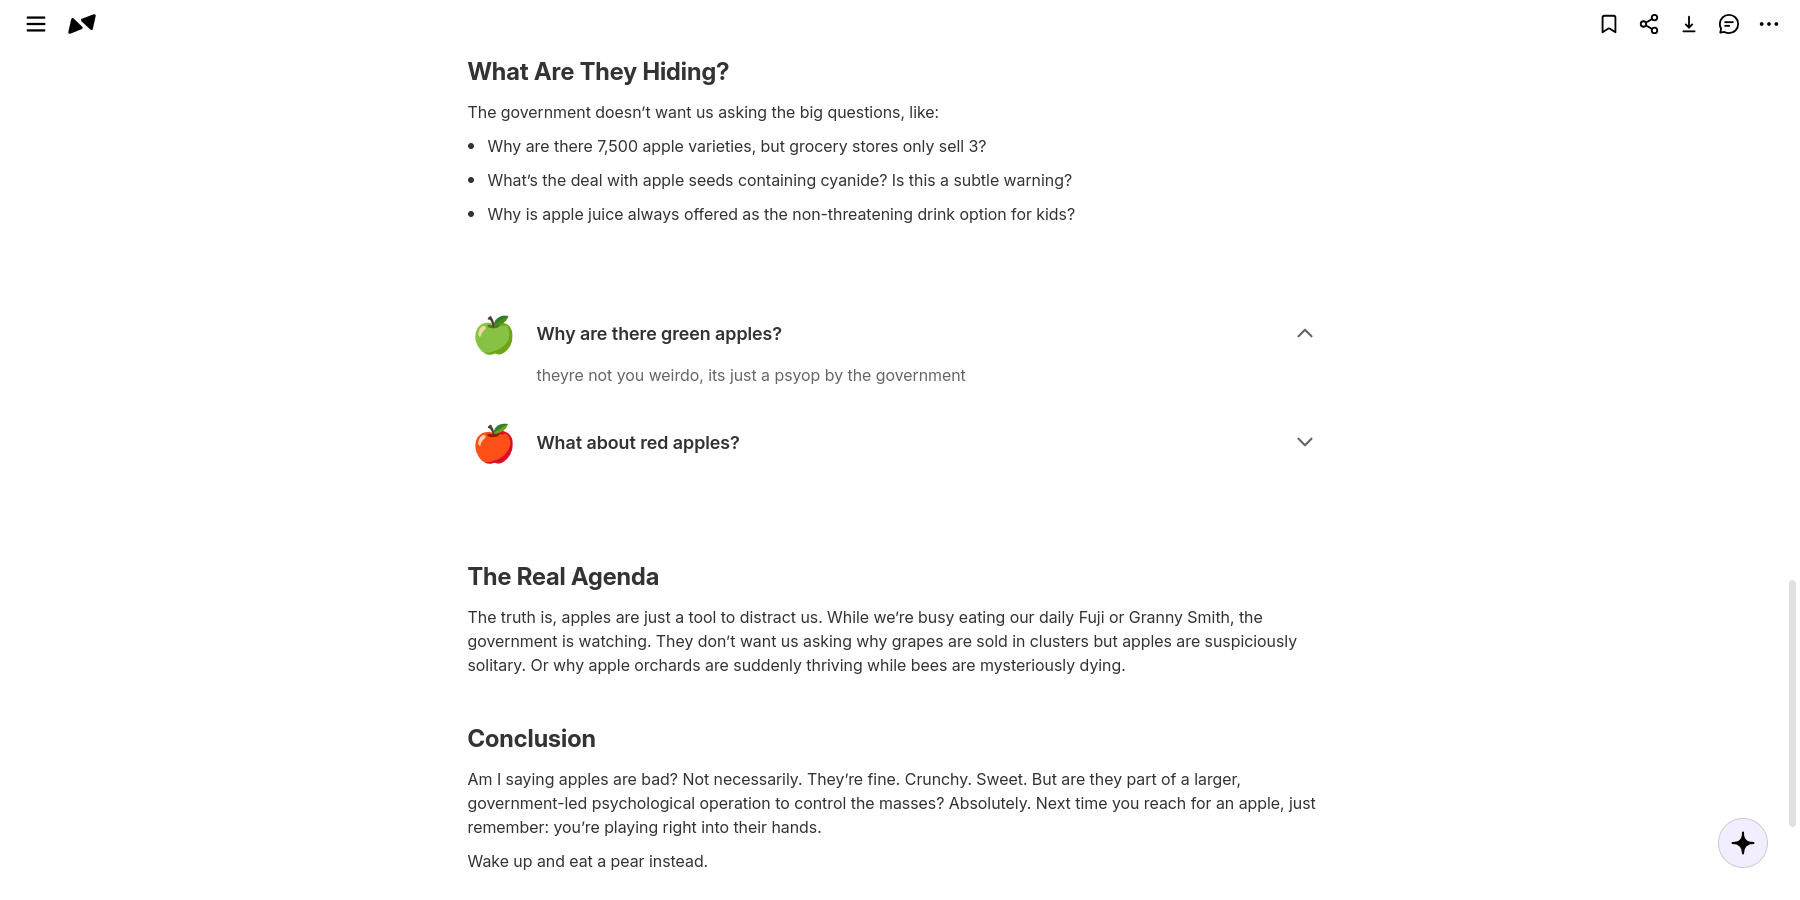 What Are They Hiding?
The government doesn't want us asking the big questions, like:
• Why are there 7,500 apple varieties, but grocery stores only sell 3?
• What's the deal with apple seeds containing cyanide? Is this a subtle warning?
• Why is apple juice always offered as the non-threatening drink option for kids?
Why are there green apples?
theyre not you weirdo, its just a psyop by the government
What about red apples?
The Real Agenda
The truth is, apples are just a tool to distract us. While we're busy eating our daily Fuji or Granny Smith, the
government is watching. They don't want us asking why grapes are sold in clusters but apples are suspiciously
solitary. Or why apple orchards are suddenly thriving while bees are mysteriously dying.
Conclusion
Am I saying apples are bad? Not necessarily. They're fine. Crunchy. Sweet. But are they part of a larger,
government-led psychological operation to control the masses? Absolutely. Next time you reach for an apple, just
remember: you're playing right into their hands.
Wake up and eat a pear instead.